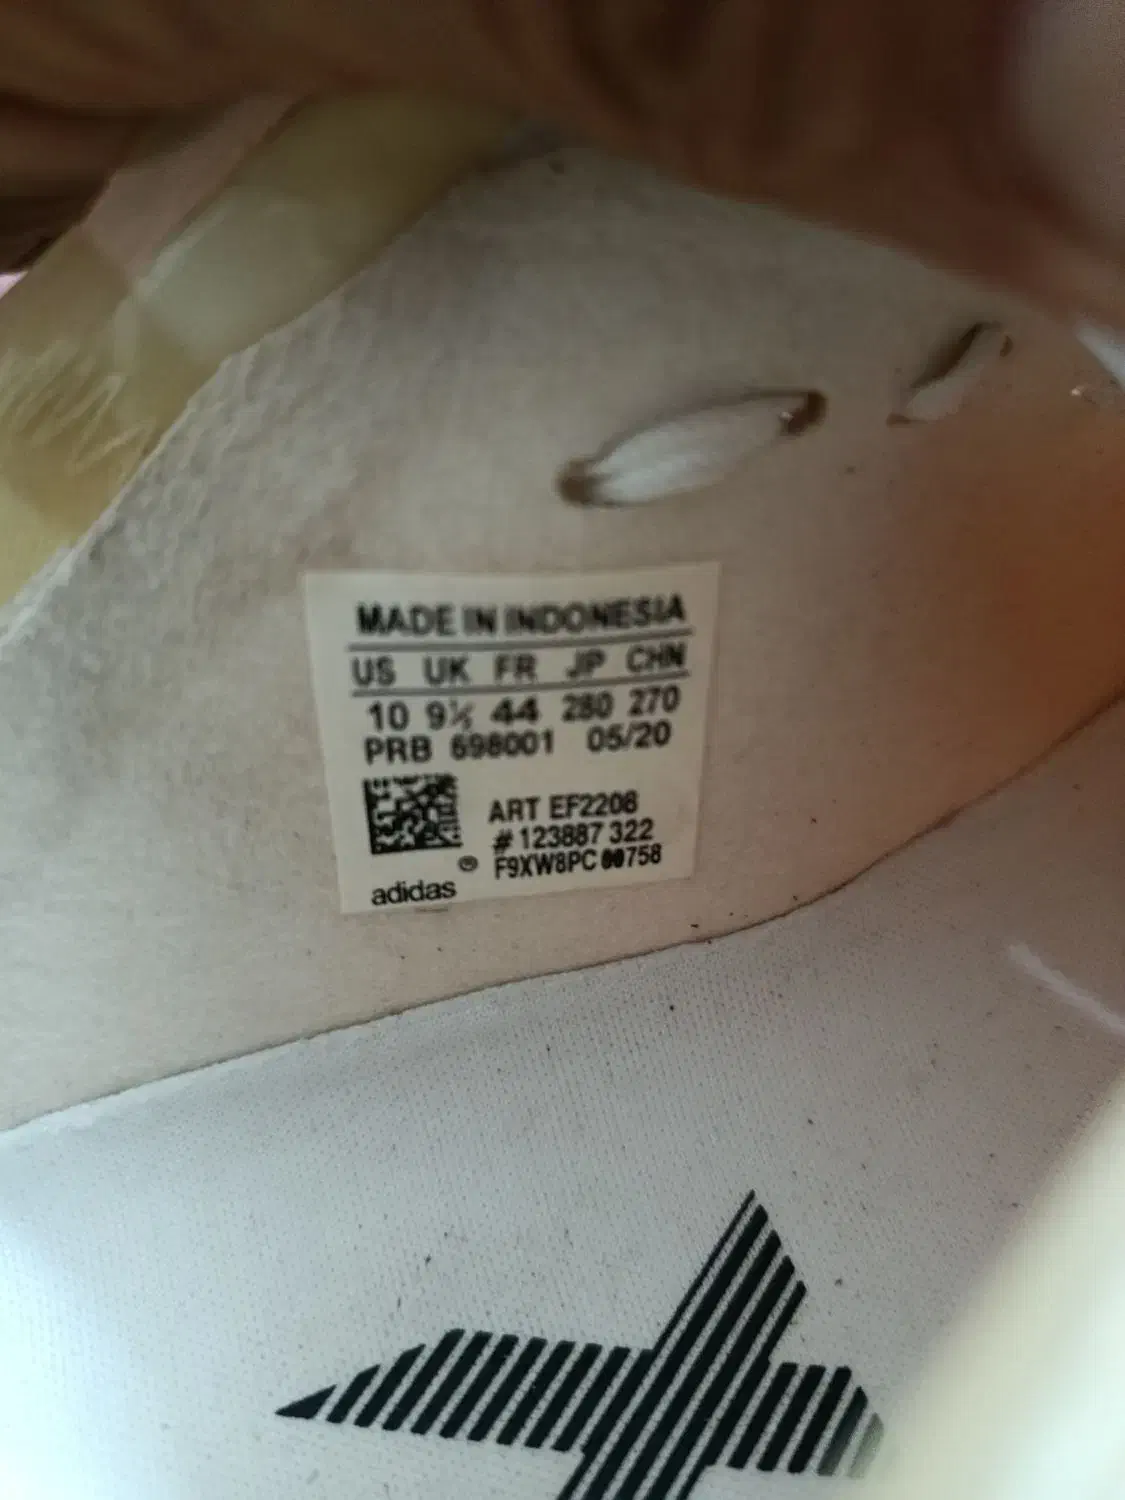 MADE IN INDONESIA
US UK FR JP CHN
10 9½ 44 280 270
PRB 698001 05/20
ART EF2208
# 123887 322
F9XW8PC 00758
® adidas